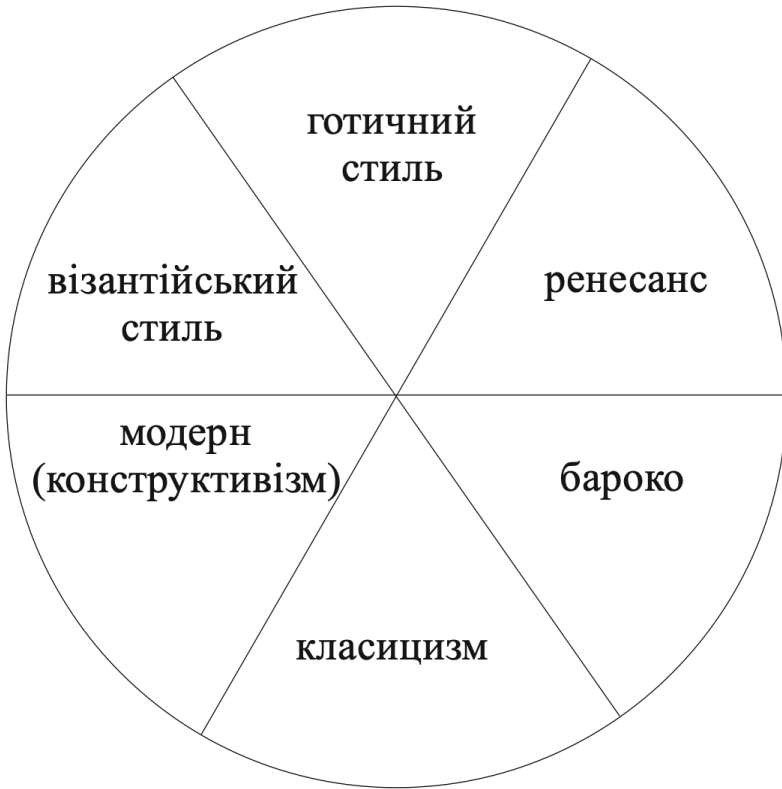 готичний
стиль
ренесанс
візантійський
стиль
модерн
(конструктивізм)
бароко
класицизм